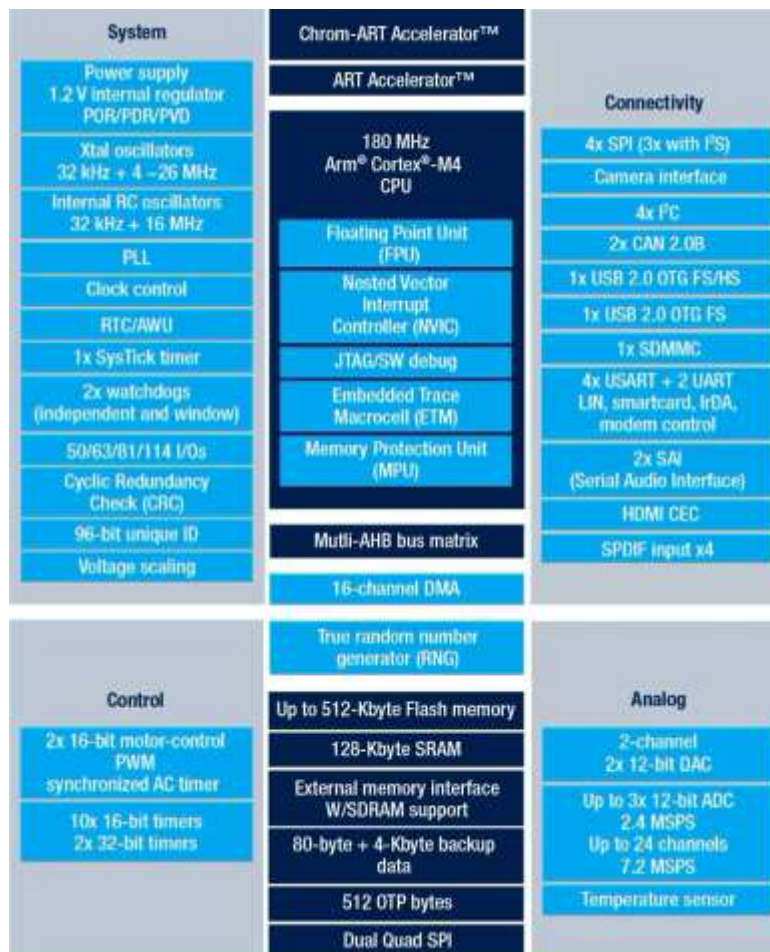 System
Power supply
1.2 V internal regulator
POR/PDR/PVD
Xtal oscillators
32 kHz + 4 –26 MHz
Internal RC oscillators
32 kHz + 16 MHz
PLL
Clock control
RTC/AWU
1x SysTick timer
2x watchdogs
(independent and window)
50/63/81/114 I/Os
Cyclic Redundancy
Check (CRC)
96-bit unique ID
Voltage scaling
Control
2x 16-bit motor-control
PWM
synchronized AC timer
10x 16-bit timers
2x 32-bit timers
Chrom-ART Accelerator™
ART Accelerator™
180 MHz
Arm® Cortex®-M4
CPU
Floating Point Unit
(FPU)
Nested Vector
Interrupt
Controller (NVIC)
JTAG/SW debug
Embedded Trace
Macrocell (ETM)
Memory Protection Unit
(MPU)
Mutli-AHB bus matrix
16-channel DMA
True random number
generator (RNG)
Up to 512-Kbyte Flash memory
128-Kbyte SRAM
External memory interface
W/SDRAM support
80-byte + 4-Kbyte backup
data
512 OTP bytes
Dual Quad SPI
Connectivity
4x SPI (3x with I²S)
Camera interface
4x I²C
2x CAN 2.0B
1x USB 2.0 OTG FS/HS
1x USB 2.0 OTG FS
1x SDMMC
4x USART + 2 UART
LIN, smartcard, IrDA,
modem control
2x SAI
(Serial Audio Interface)
HDMI CEC
SPDIF input x4
Analog
2-channel
2x 12-bit DAC
Up to 3x 12-bit ADC
2.4 MSPS
Up to 24 channels
7.2 MSPS
Temperature sensor